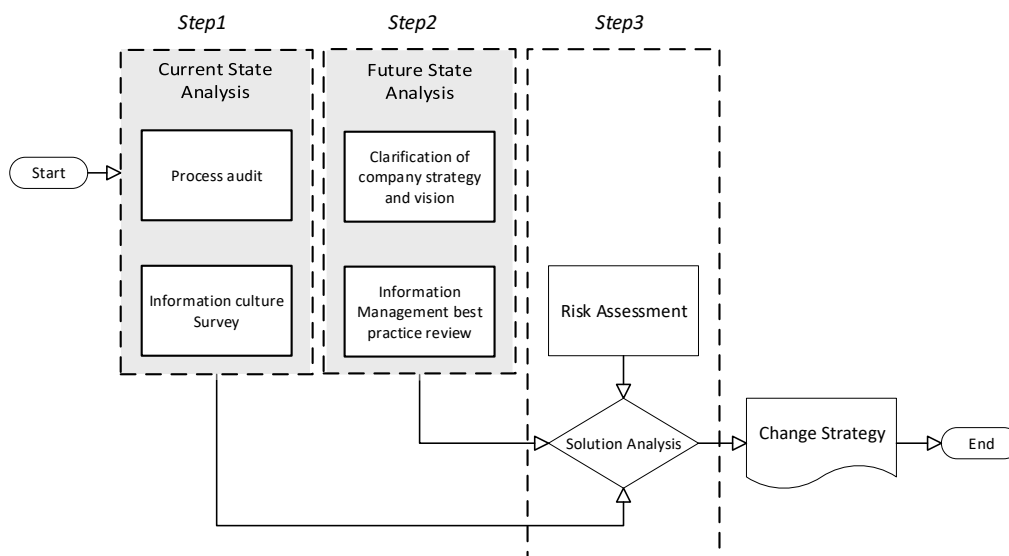 Step1
Step2
Step3
Current State
Analysis
Future State
Analysis
Start
Process audit
Clarification of
company strategy
and vision
Information culture
Survey
Information
Management best
practice review
Risk Assessment
Solution Analysis
Change Strategy
End